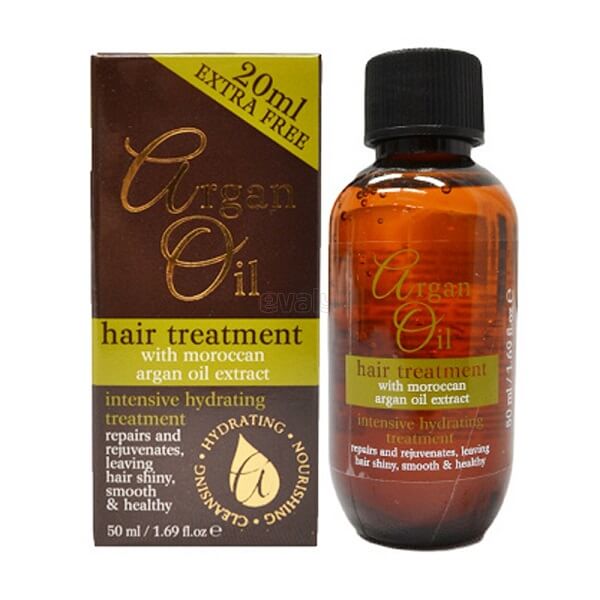 20ml
EXTRA FREE
Argan
Oil
hair treatment
with moroccan
argan oil extract
intensive hydrating
treatment
repairs and
rejuvenates,
leaving
hair shiny,
smooth
& healthy
CLEANSING • HYDRATING • NOURISHING •
50 ml / 1.69 fl.oz ℮
Argan
Oil
hair treatment
with moroccan
argan oil extract
intensive hydrating
treatment
repairs and rejuvenates, leaving
hair shiny, smooth & healthy
50 ml / 1.69 fl.oz ℮